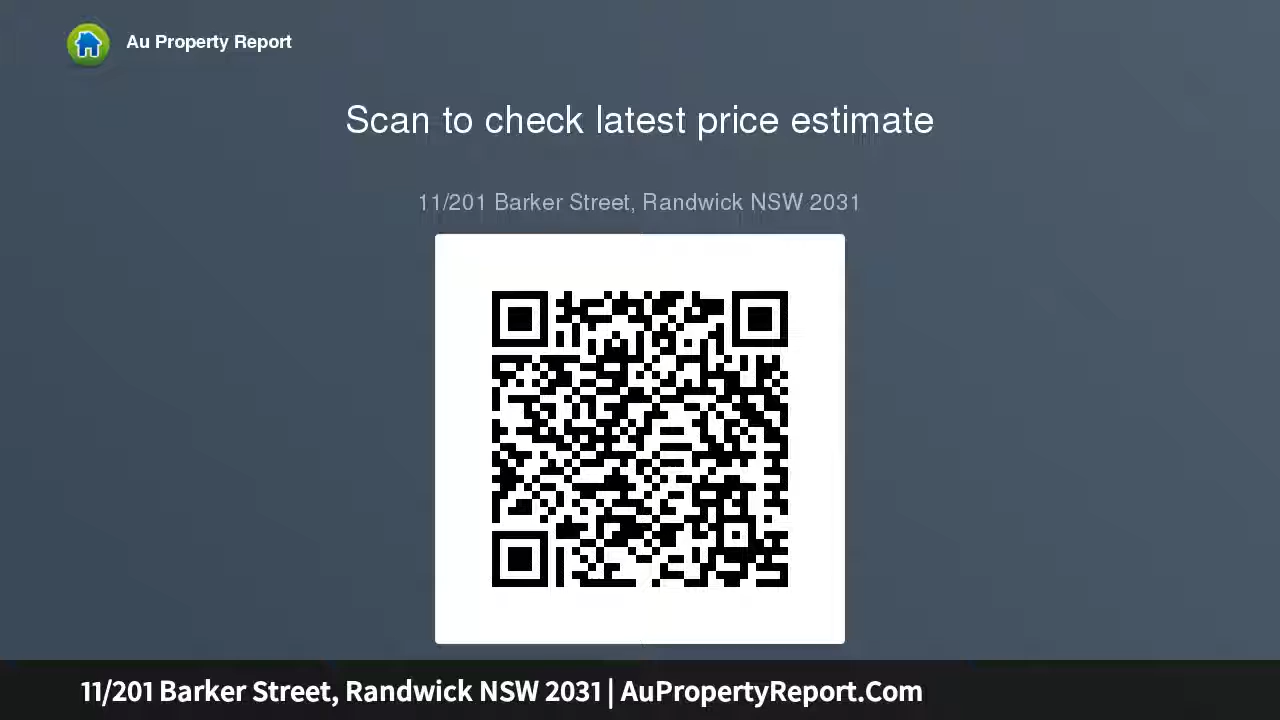 Au Property Report
Scan to check latest price estimate
11/201 Barker Street, Randwick NSW 2031
11/201 Barker Street, Randwick NSW 2031 | AuPropertyReport.Com